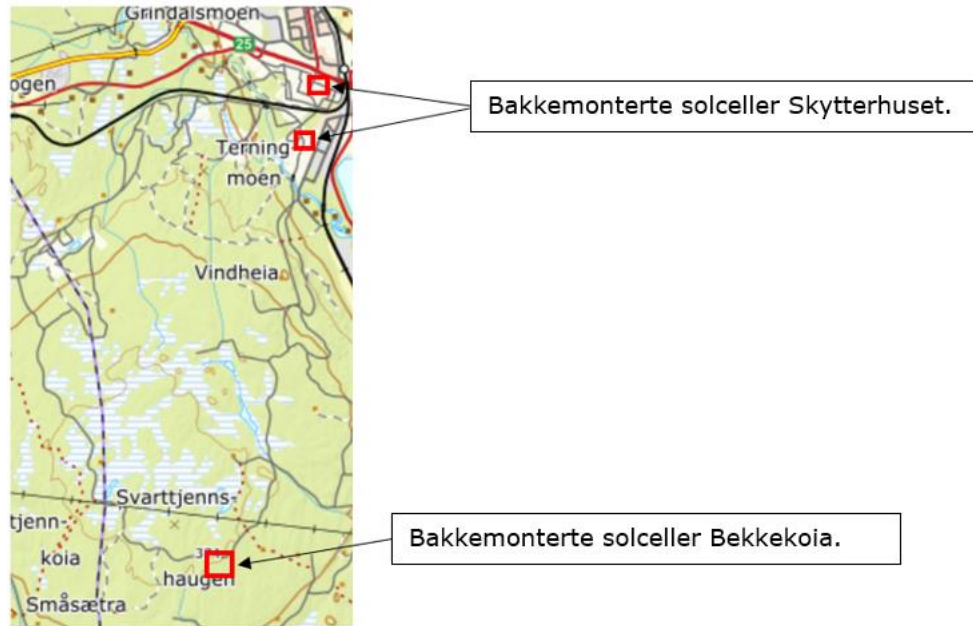 Grindalsmoen
25
ogen
Bakkemonterte solceller Skytterhuset.
Terning
moen
Vindheia
Svarttjenns-
tjenn-
Bakkemonterte solceller Bekkekoia.
koia
haugen
Småsætra